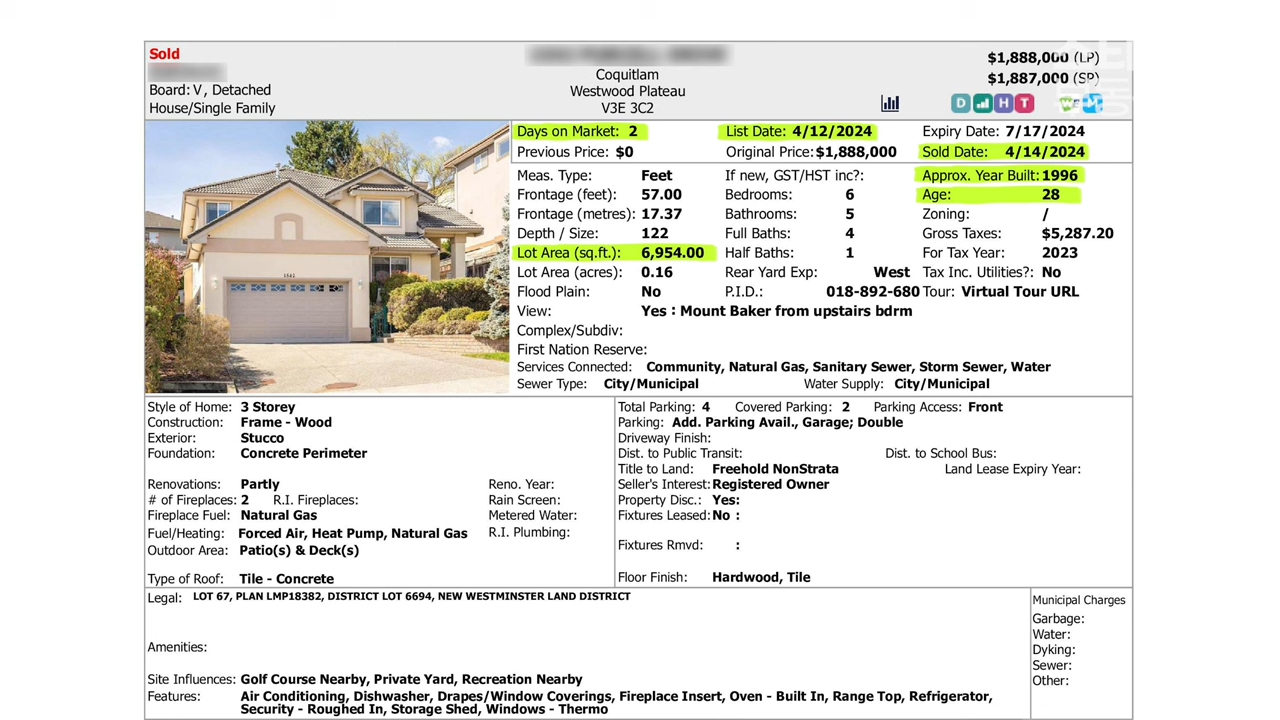 Sold
$1,888,000 (LP)
Coquitlam
$1,887,000 (SP)
Board: V, Detached
Westwood Plateau
House/Single Family
V3E 3C2
D H T
Days on Market: 2 List Date: 4/12/2024 Expiry Date: 7/17/2024
Previous Price: $0 Original Price: $1,888,000 Sold Date: 4/14/2024
Meas. Type: Feet If new, GST/HST inc?: Approx. Year Built: 1996
Frontage (feet): 57.00 Bedrooms: 6 Age: 28
Frontage (metres): 17.37 Bathrooms: 5 Zoning: /
Depth / Size: 122 Full Baths: 4 Gross Taxes: $5,287.20
Lot Area (sq.ft.): 6,954.00 Half Baths: 1 For Tax Year: 2023
Lot Area (acres): 0.16 Rear Yard Exp: West Tax Inc. Utilities?: No
Flood Plain: No P.I.D.: 018-892-680 Tour: Virtual Tour URL
View: Yes : Mount Baker from upstairs bdrm
Complex/Subdiv:
First Nation Reserve:
Services Connected: Community, Natural Gas, Sanitary Sewer, Storm Sewer, Water
Sewer Type: City/Municipal Water Supply: City/Municipal
Style of Home: 3 Storey
Construction: Frame - Wood
Exterior: Stucco
Foundation: Concrete Perimeter
Renovations: Partly Reno. Year:
# of Fireplaces: 2 R.I. Fireplaces: Rain Screen:
Fireplace Fuel: Natural Gas Metered Water:
Fuel/Heating: Forced Air, Heat Pump, Natural Gas R.I. Plumbing:
Outdoor Area: Patio(s) & Deck(s)
Type of Roof: Tile - Concrete
Total Parking: 4 Covered Parking: 2 Parking Access: Front
Parking: Add. Parking Avail., Garage; Double
Driveway Finish:
Dist. to Public Transit: Dist. to School Bus:
Title to Land: Freehold NonStrata Land Lease Expiry Year:
Seller's Interest: Registered Owner
Property Disc.: Yes:
Fixtures Leased: No :
Fixtures Rmvd: :
Floor Finish: Hardwood, Tile
Legal: LOT 67, PLAN LMP18382, DISTRICT LOT 6694, NEW WESTMINSTER LAND DISTRICT
Amenities:
Site Influences: Golf Course Nearby, Private Yard, Recreation Nearby
Features: Air Conditioning, Dishwasher, Drapes/Window Coverings, Fireplace Insert, Oven - Built In, Range Top, Refrigerator,
Security - Roughed In, Storage Shed, Windows - Thermo
Municipal Charges
Garbage:
Water:
Dyking:
Sewer:
Other: